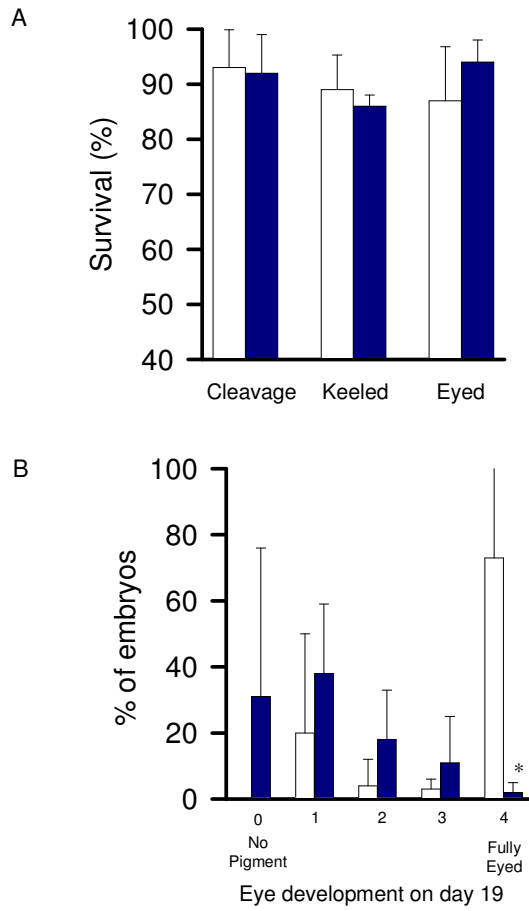 A
100
90
80
70
60
50
40
Survival (%)
Cleavage Keeled Eyed
B
100
80
60
40
20
0
% of embryos
*
0 1 2 3 4
No Fully
Pigment Eyed
Eye development on day 19